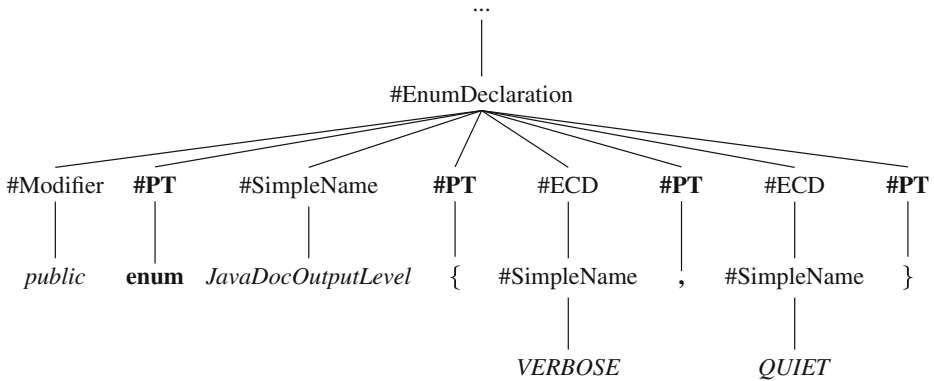 ...
#EnumDeclaration
#Modifier #PT #SimpleName #PT #ECD #PT #ECD #PT
public enum JavaDocOutputLevel { #SimpleName , #SimpleName }
VERBOSE QUIET